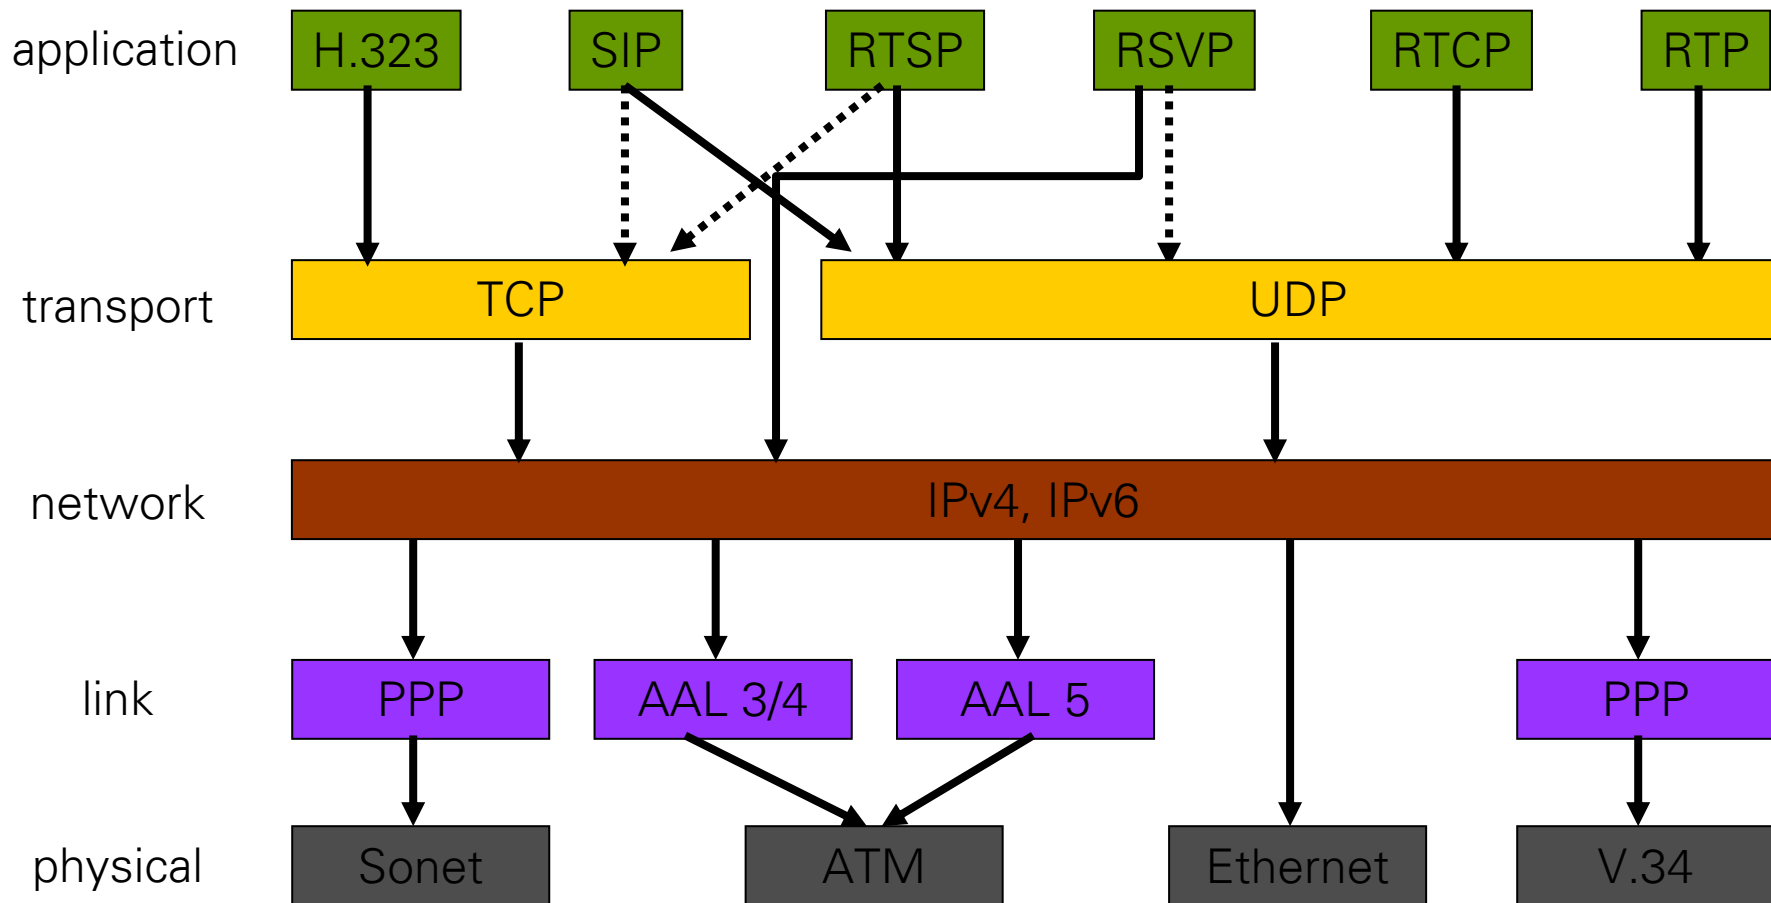 application
H.323
SIP
RTSP
RSVP
RTCP
RTP
transport
TCP
UDP
network
IPv4, IPv6
link
PPP
AAL 3/4
AAL 5
PPP
physical
Sonet
ATM
Ethernet
V.34